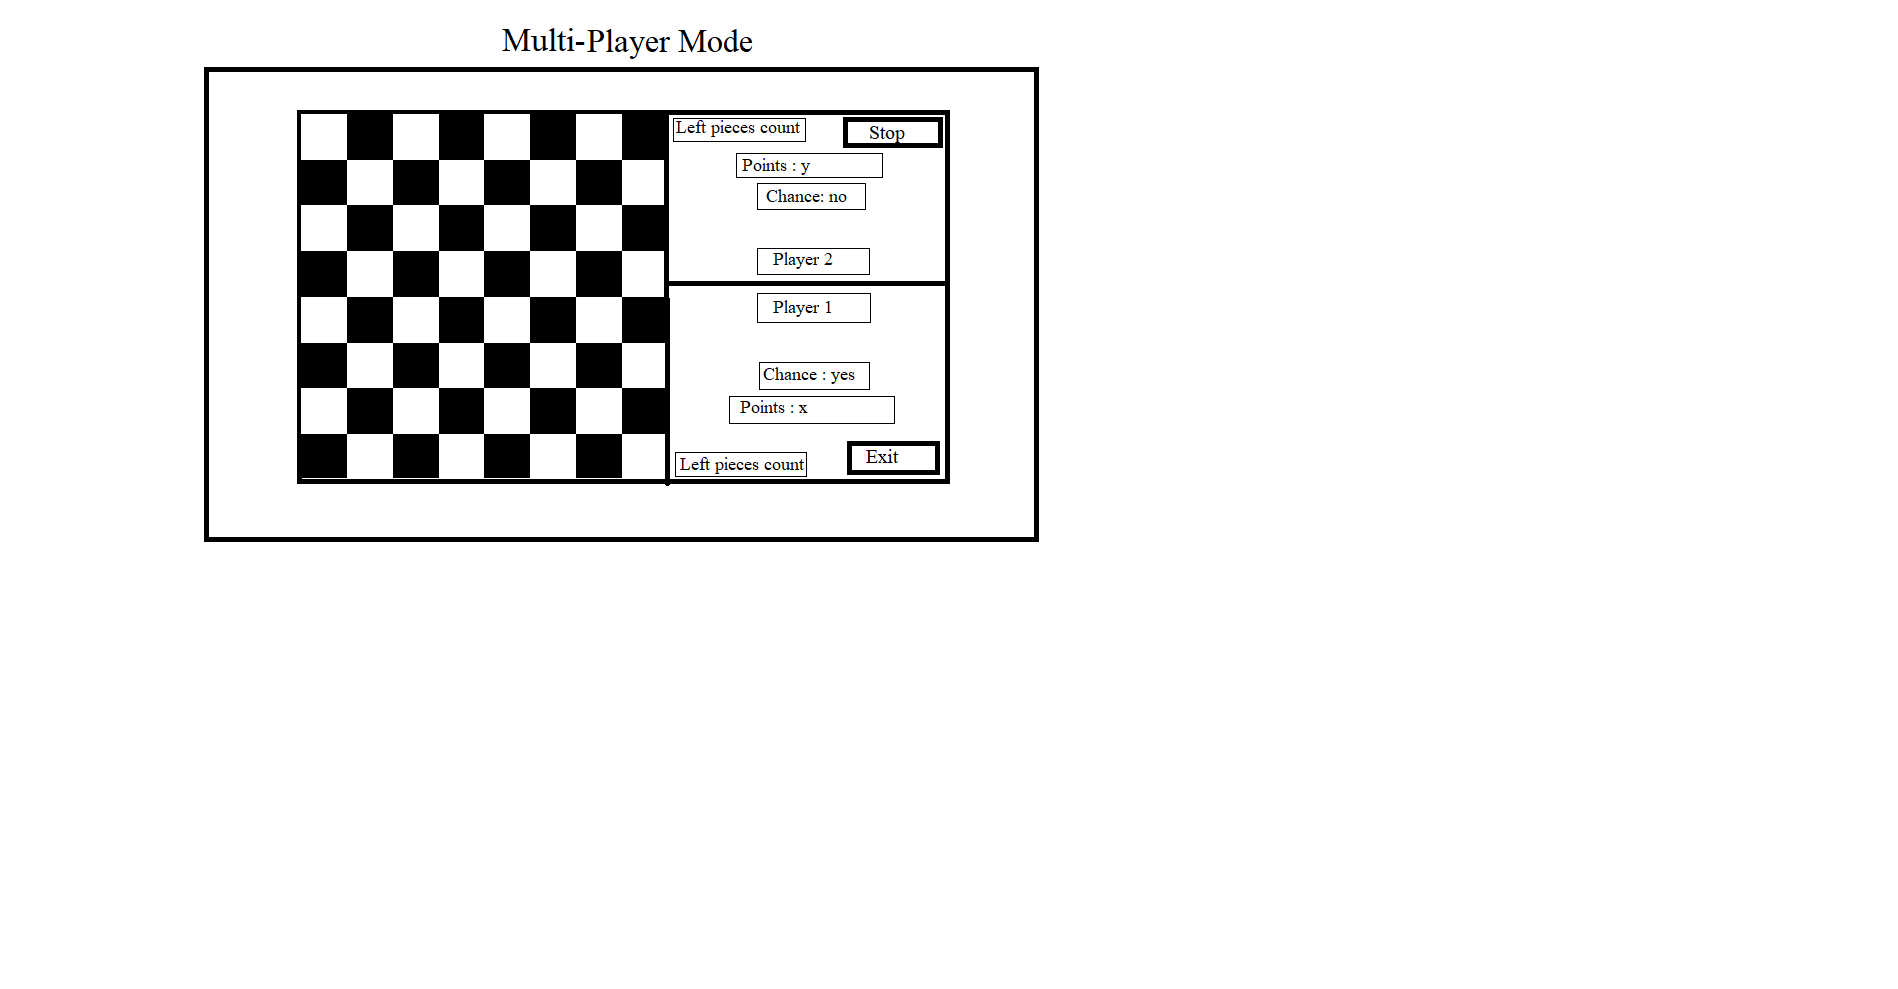 Multi-Player Mode
Left pieces count
Stop
Points : y
Chance: no
Player 2
Player 1
Chance : yes
Points : x
Left pieces count
Exit